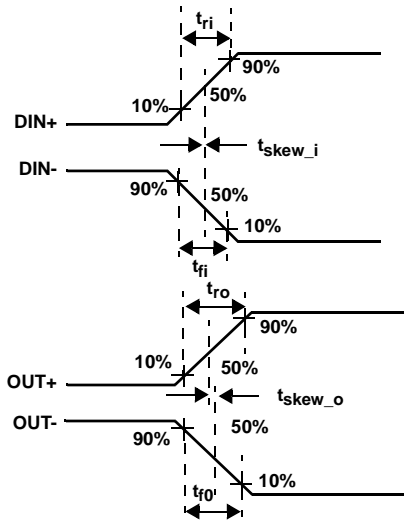 tri
90%
10%
50%
DIN+
tskew_i
DIN-
90%
50%
10%
tfi
tro
90%
10%
50%
OUT+
tskew_o
OUT-
50%
90%
10%
tf0